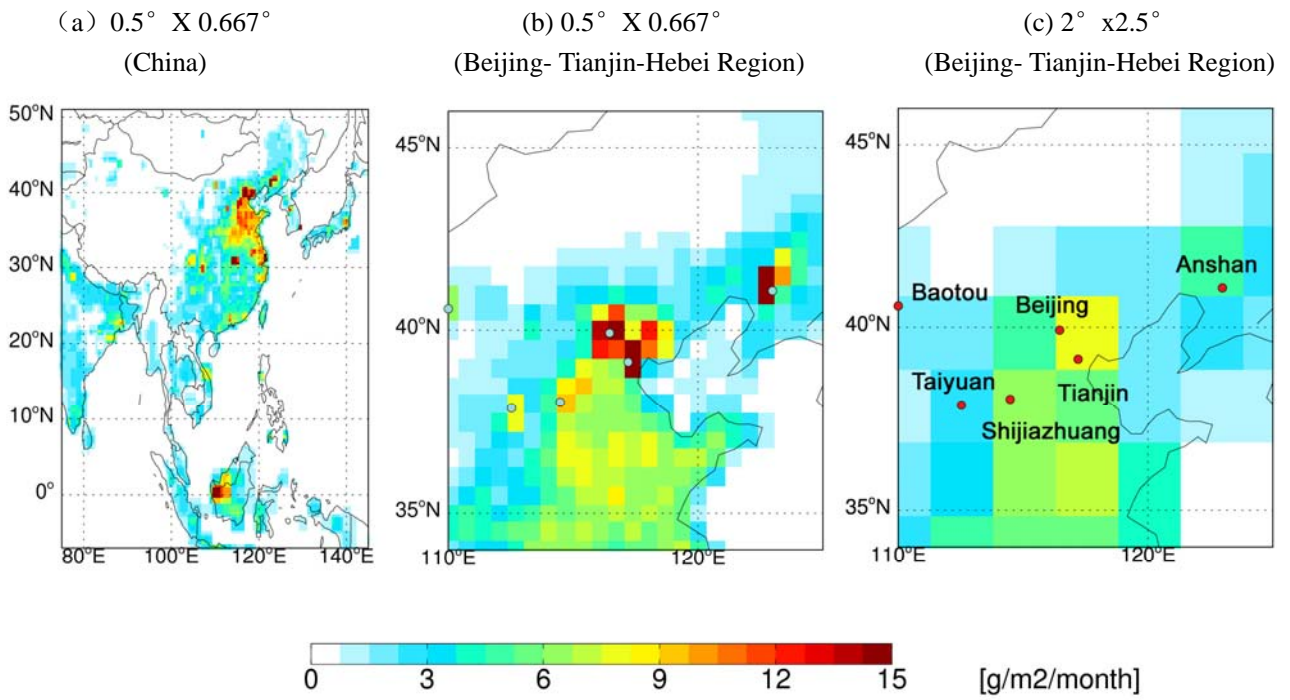 （a）0.5° X 0.667°
(China)
(b) 0.5° X 0.667°
(Beijing- Tianjin-Hebei Region)
(c) 2° x2.5°
(Beijing- Tianjin-Hebei Region)
50°N
40°N
30°N
20°N
10°N
0°
80°E 100°E 120°E 140°E
45°N
40°N
35°N
110°E 120°E
45°N
40°N
35°N
110°E 120°E
Anshan
Baotou
Beijing
Taiyuan
Tianjin
Shijiazhuang
0 3 6 9 12 15 [g/m2/month]